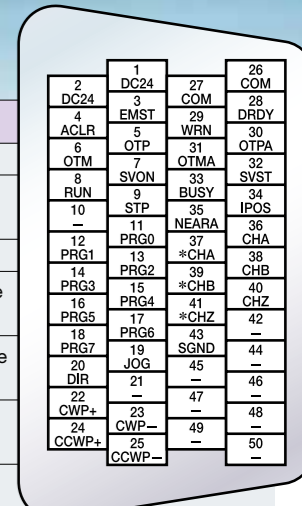 1
DC24
26
COM
2
DC24
27
COM
3
EMST
28
DRDY
4
ACLR
29
WRN
5
OTP
30
OTPA
6
OTM
31
OTMA
7
SVON
32
SVST
8
RUN
33
BUSY
9
STP
34
IPOS
10
–
35
NEARA
11
PRG0
36
CHA
12
PRG1
37
*CHA
13
PRG2
38
CHB
14
PRG3
39
*CHB
15
PRG4
40
CHZ
16
PRG5
41
*CHZ
17
PRG6
42
–
18
PRG7
43
SGND
19
JOG
44
–
20
DIR
45
–
21
–
46
–
22
CWP+
47
–
23
CWP–
48
–
24
CCWP+
49
–
25
CCWP–
50
–